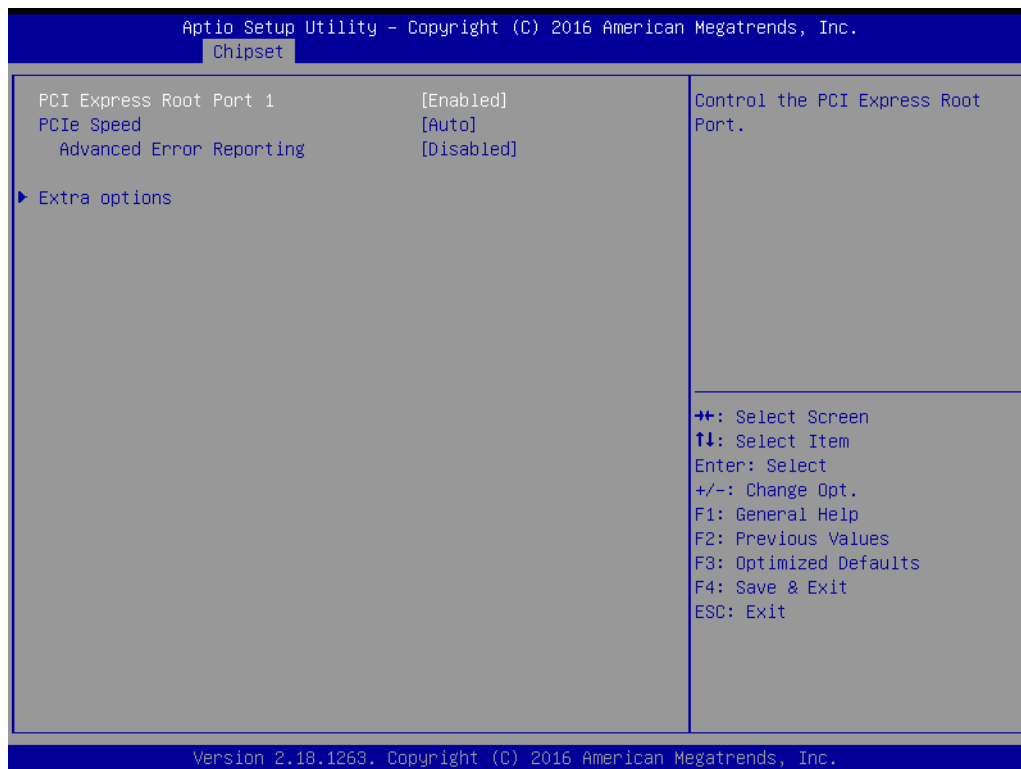 Aptio Setup Utility – Copyright (C) 2016 American Megatrends, Inc.
Chipset
PCI Express Root Port 1 [Enabled]
PCIe Speed [Auto]
Advanced Error Reporting [Disabled]
Extra options
Control the PCI Express Root
Port.
→←: Select Screen
↑↓: Select Item
Enter: Select
+/-: Change Opt.
F1: General Help
F2: Previous Values
F3: Optimized Defaults
F4: Save & Exit
ESC: Exit
Version 2.18.1263. Copyright (C) 2016 American Megatrends, Inc.